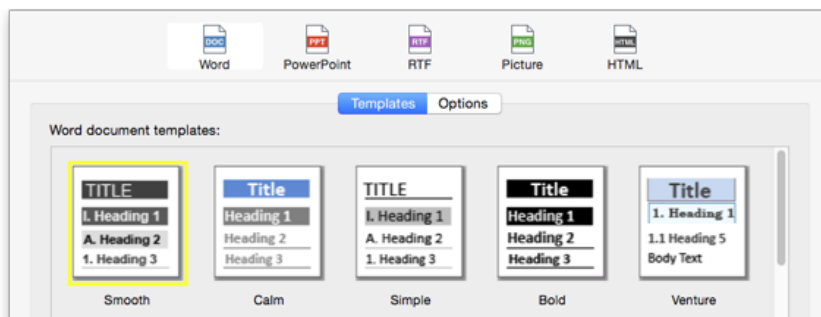 DOC PPT RTF PNG HTML
Word PowerPoint RTF Picture HTML
Templates Options
Word document templates:
TITLE
I. Heading 1
A. Heading 2
1. Heading 3
Smooth
Title
Heading 1
Heading 2
Heading 3
Calm
TITLE
I. Heading 1
A. Heading 2
1. Heading 3
Simple
Title
Heading 1
Heading 2
Heading 3
Bold
Title
1. Heading 1
1.1 Heading 5
Body Text
Venture